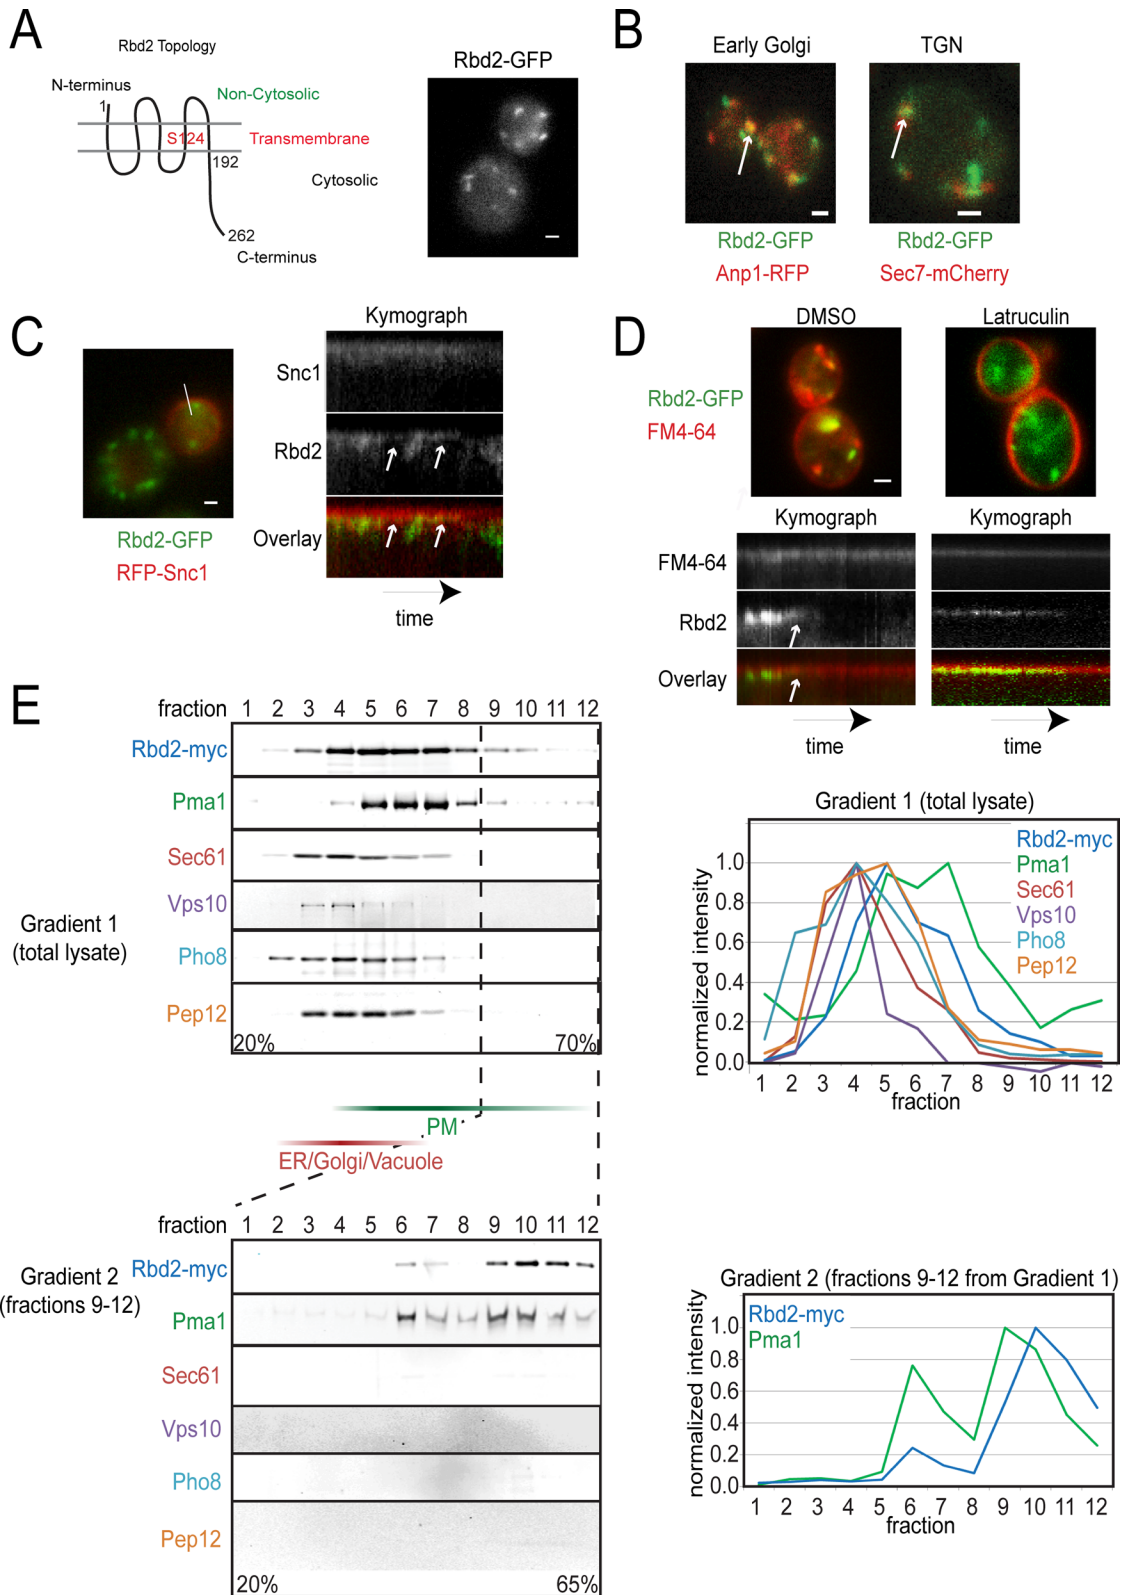 A
Rbd2 Topology
N-terminus
1
Non-Cytosolic
S124
Transmembrane
192
Cytosolic
262
C-terminus
Rbd2-GFP
B
Early Golgi
TGN
Rbd2-GFP
Anp1-RFP
Rbd2-GFP
Sec7-mCherry
C
Rbd2-GFP
RFP-Snc1
Kymograph
Snc1
Rbd2
Overlay
time
D
DMSO
Latruculin
Rbd2-GFP
FM4-64
Kymograph
Kymograph
FM4-64
Rbd2
Overlay
time
time
E
fraction 1 2 3 4 5 6 7 8 9 10 11 12
Rbd2-myc
Pma1
Sec61
Vps10
Pho8
Pep12
Gradient 1
(total lysate)
20%
70%
PM
ER/Golgi/Vacuole
fraction 1 2 3 4 5 6 7 8 9 10 11 12
Rbd2-myc
Pma1
Sec61
Vps10
Pho8
Pep12
Gradient 2
(fractions 9-12)
20%
65%
Gradient 1 (total lysate)
Rbd2-myc
Pma1
Sec61
Vps10
Pho8
Pep12
normalized intensity
1.0
0.8
0.6
0.4
0.2
0.0
1 2 3 4 5 6 7 8 9 10 11 12
fraction
Gradient 2 (fractions 9-12 from Gradient 1)
Rbd2-myc
Pma1
normalized intensity
1.0
0.8
0.6
0.4
0.2
0.0
1 2 3 4 5 6 7 8 9 10 11 12
fraction